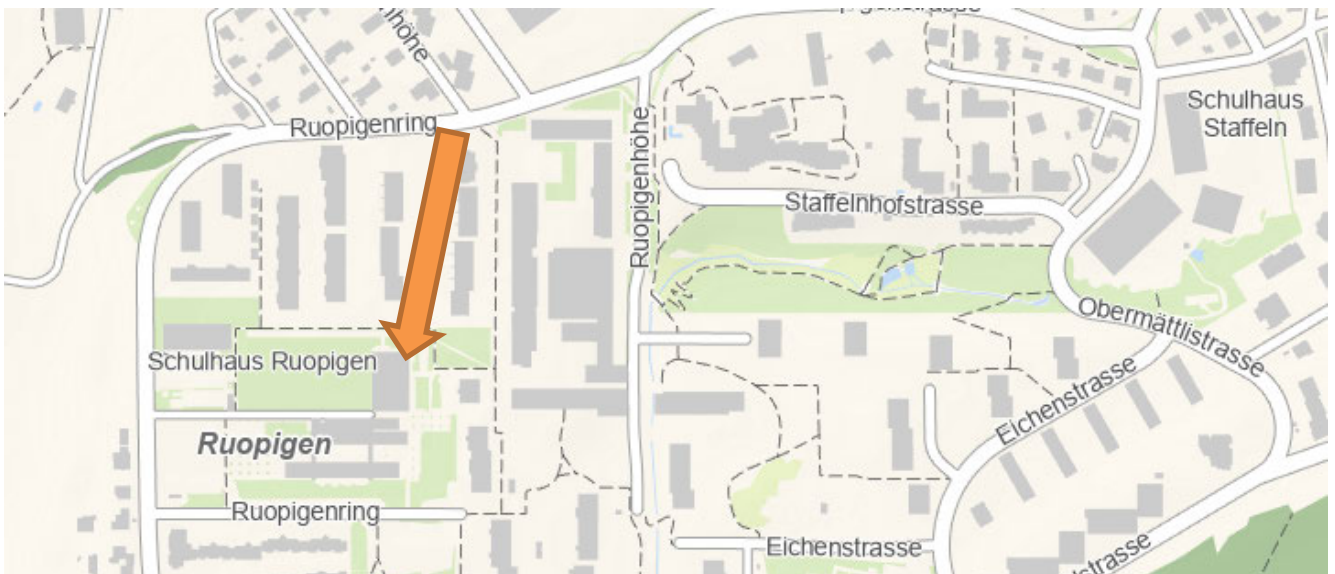 Ruopigenring
Ruopigenhöhe
Schulhaus
Staffeln
Staffelnhofstrasse
Obermättlistrasse
Schulhaus Ruopigen
Eichenstrasse
Ruopigen
Ruopigenring
Eichenstrasse